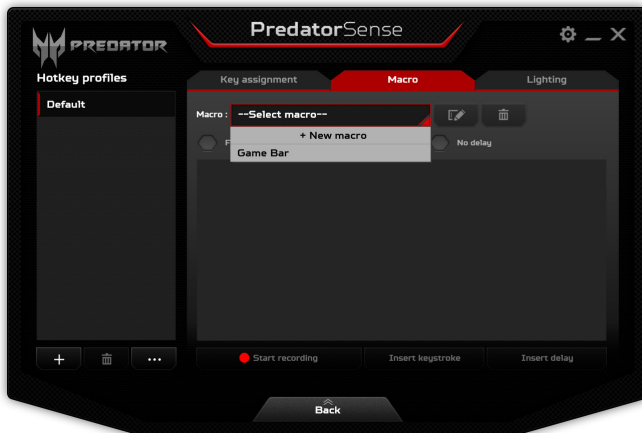 PREDATOR
PredatorSense
Hotkey profiles
Default
Key assignment
Macro
Lighting
Macro :
--Select macro--
+ New macro
Game Bar
F
No delay
Start recording
Insert keystroke
Insert delay
Back